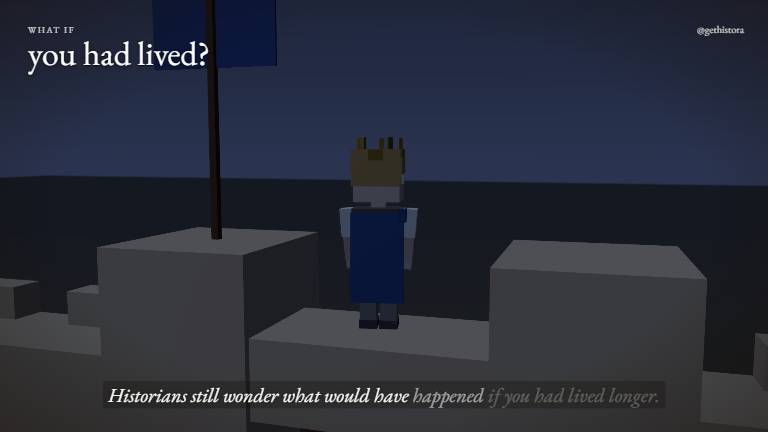 WHAT IF
you had lived?
@gethistora
Historians still wonder what would have happened if you had lived longer.